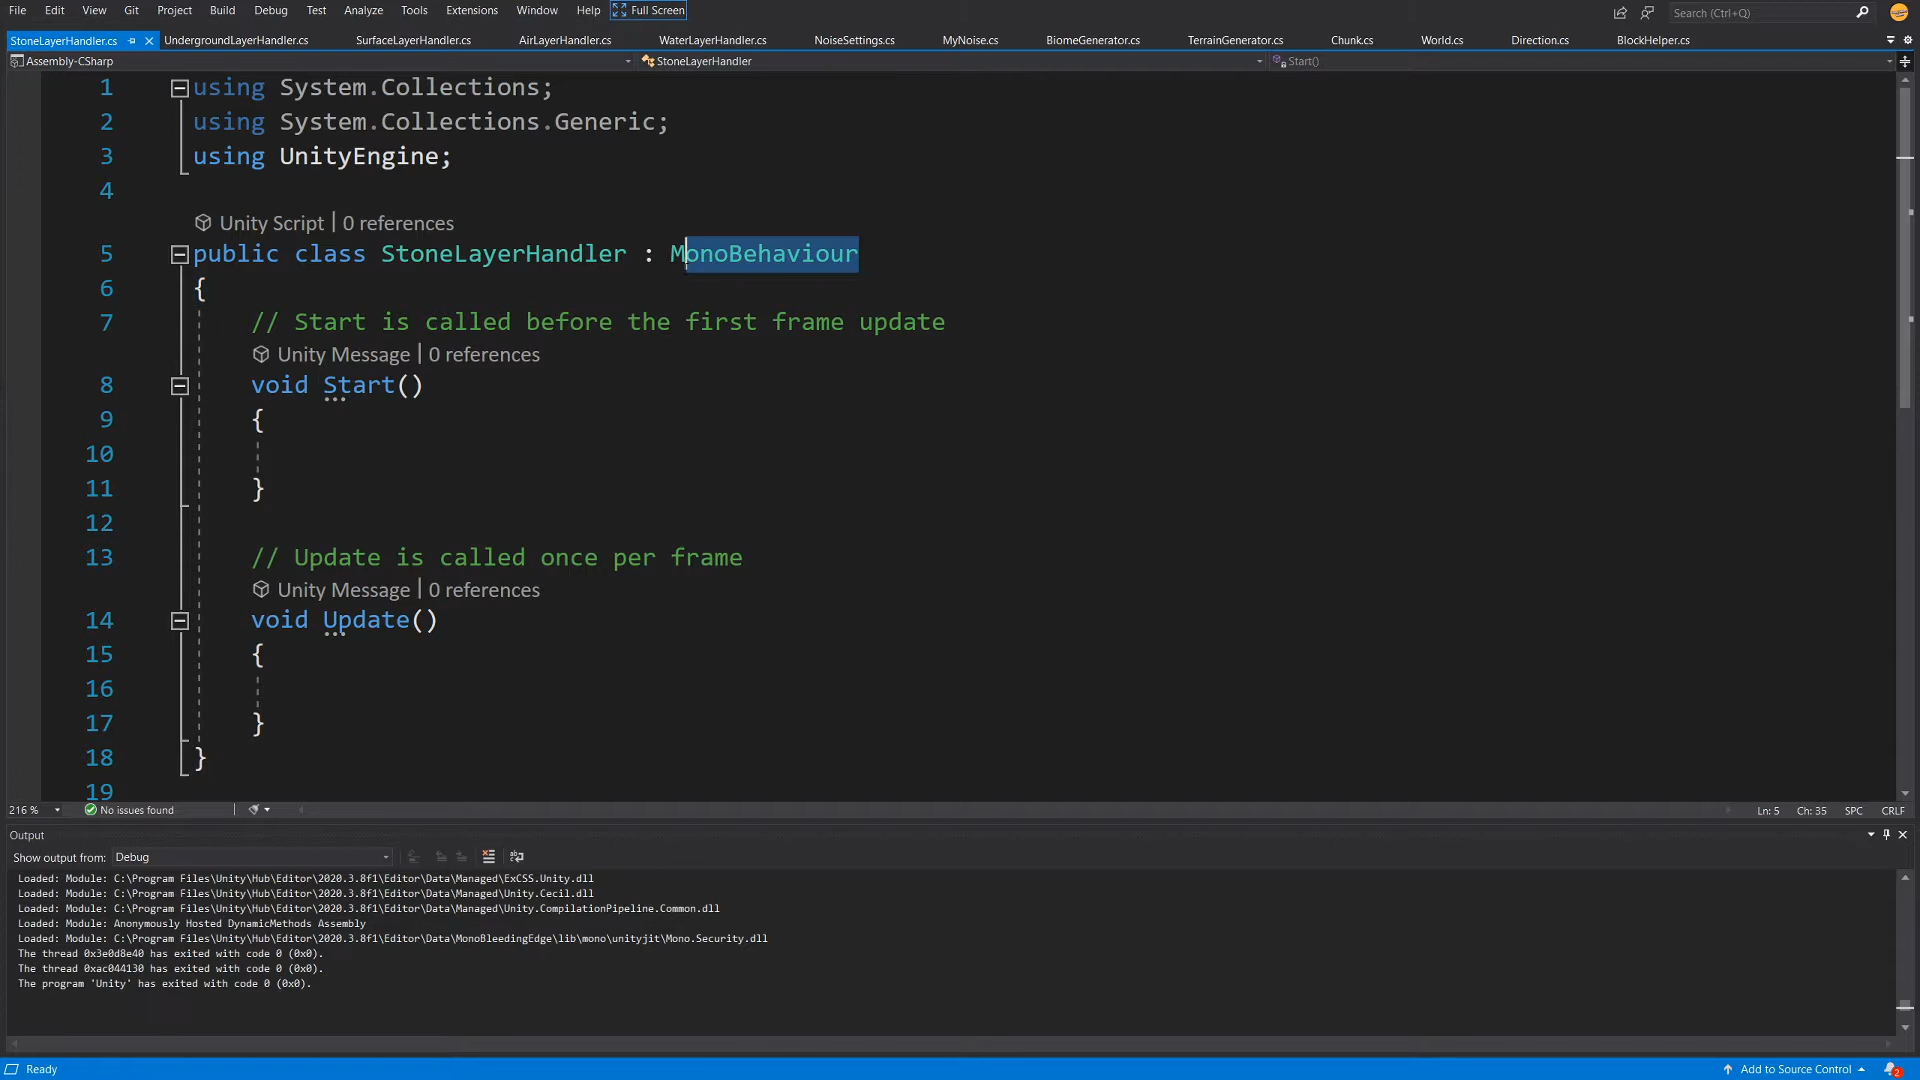 File Edit View Git Project Build Debug Test Analyze Tools Extensions Window Help Full Screen Search (Ctrl+Q)
StoneLayerHandler.cs UndergroundLayerHandler.cs SurfaceLayerHandler.cs AirLayerHandler.cs WaterLayerHandler.cs NoiseSettings.cs MyNoise.cs BiomeGenerator.cs TerrainGenerator.cs Chunk.cs World.cs Direction.cs BlockHelper.cs
Assembly-CSharp StoneLayerHandler Start()
1 using System.Collections;
2 using System.Collections.Generic;
3 using UnityEngine;
4
Unity Script | 0 references
5 public class StoneLayerHandler : MonoBehaviour
6 {
7 // Start is called before the first frame update
Unity Message | 0 references
8 void Start()
9 {
10
11 }
12
13 // Update is called once per frame
Unity Message | 0 references
14 void Update()
15 {
16
17 }
18 }
19
216 % No issues found Ln: 5 Ch: 35 SPC CRLF
Output
Show output from: Debug
Loaded: Module: C:\Program Files\Unity\Hub\Editor\2020.3.8f1\Editor\Data\Managed\ExCSS.Unity.dll
Loaded: Module: C:\Program Files\Unity\Hub\Editor\2020.3.8f1\Editor\Data\Managed\Unity.Cecil.dll
Loaded: Module: C:\Program Files\Unity\Hub\Editor\2020.3.8f1\Editor\Data\Managed\Unity.CompilationPipeline.Common.dll
Loaded: Module: Anonymously Hosted DynamicMethods Assembly
Loaded: Module: C:\Program Files\Unity\Hub\Editor\2020.3.8f1\Editor\Data\MonoBleedingEdge\lib\mono\unityjit\Mono.Security.dll
The thread 0x3e0d8e40 has exited with code 0 (0x0).
The thread 0xac044130 has exited with code 0 (0x0).
The program 'Unity' has exited with code 0 (0x0).
Ready Add to Source Control 2